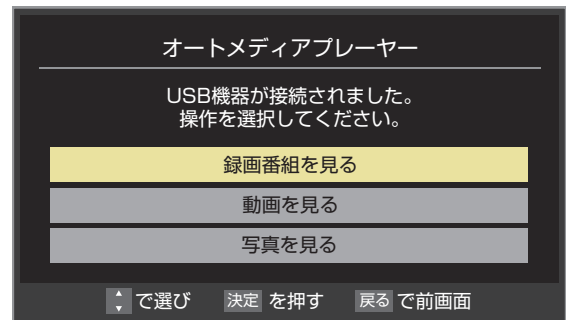 オートメディアプレーヤー
USB機器が接続されました。
操作を選択してください。
録画番組を見る
動画を見る
写真を見る
で選び 決定 を押す 戻る で前画面